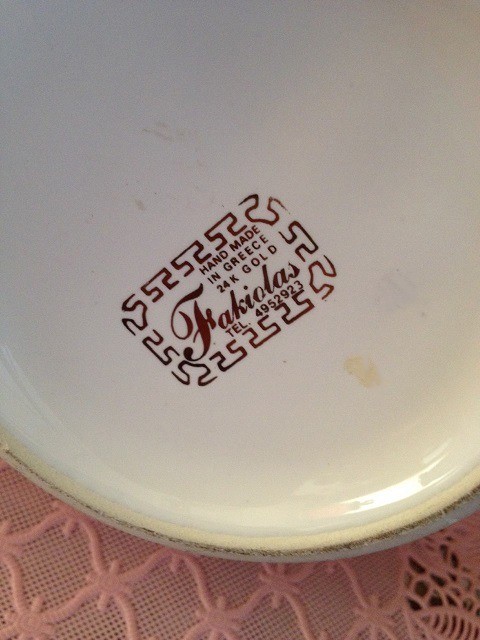 HAND MADE
IN GREECE
24K GOLD
Fakiolas
TEL. 4952923